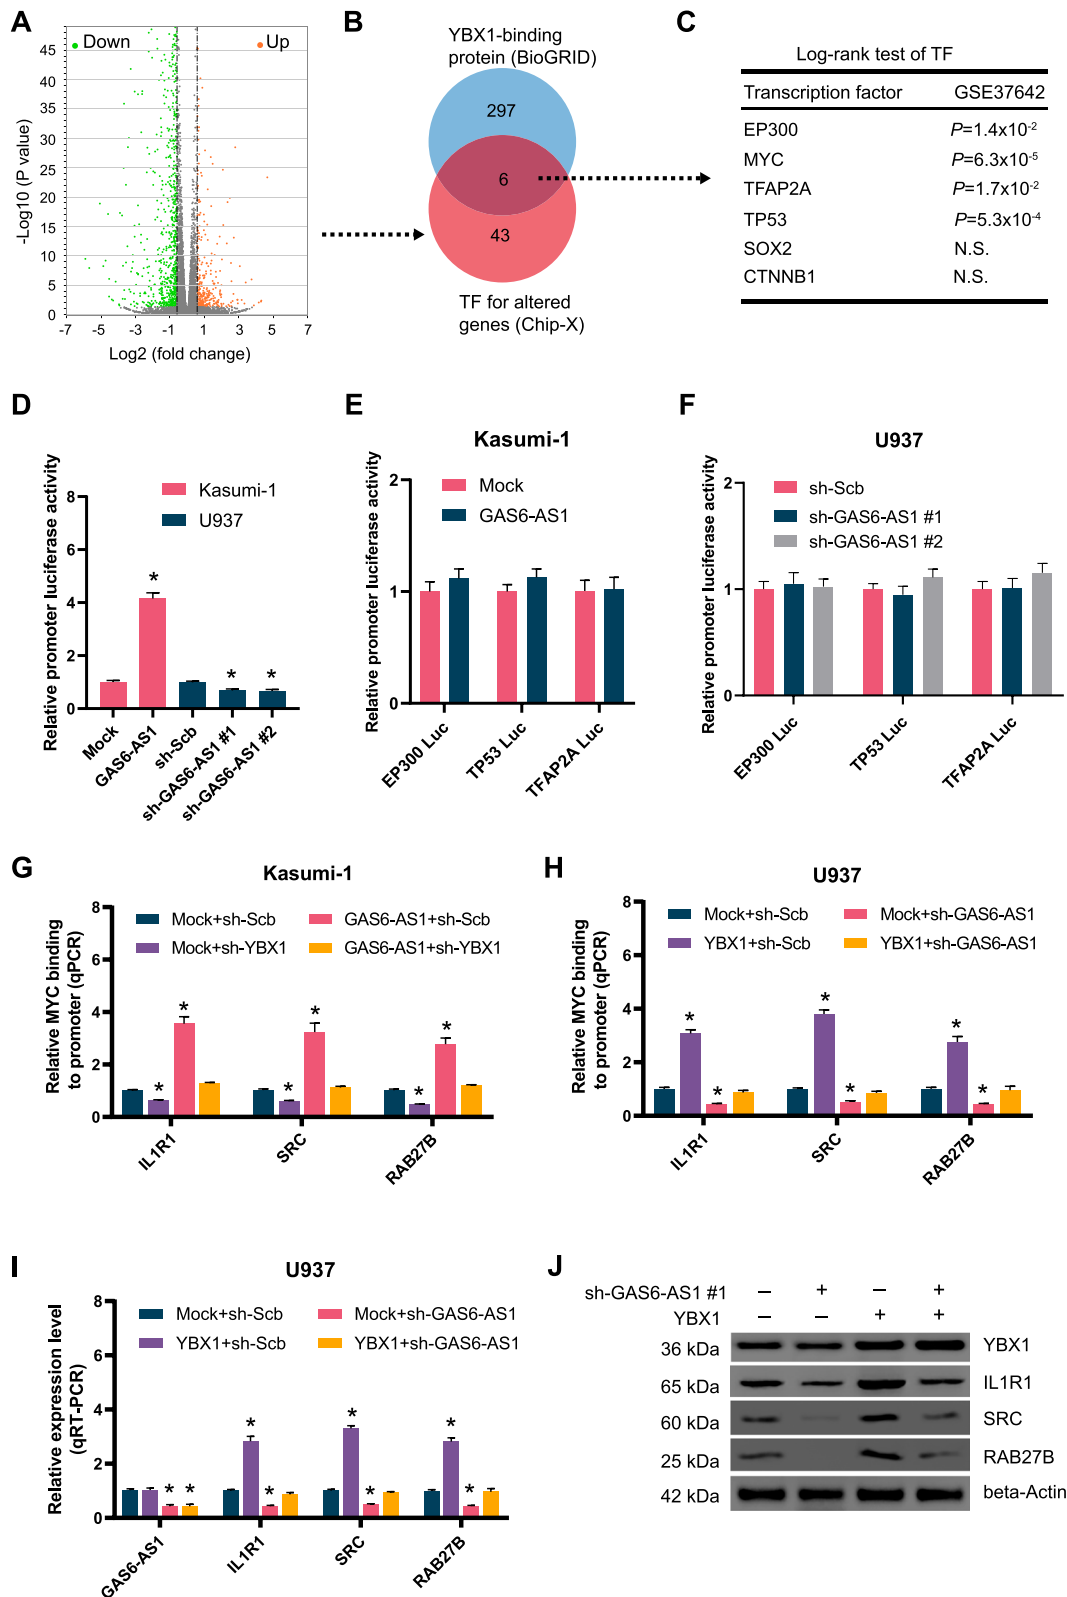 A
Down
Up
45
40
35
30
25
20
15
10
5
0
-Log10 (P value)
-7
-5
-3
-1
1
3
5
7
Log2 (fold change)
B
YBX1-binding
protein (BioGRID)
297
6
43
TF for altered
genes (Chip-X)
C
Log-rank test of TF
Transcription factor GSE37642
EP300 P=1.4x10⁻²
MYC P=6.3x10⁻⁵
TFAP2A P=1.7x10⁻²
TP53 P=5.3x10⁻⁴
SOX2 N.S.
CTNNB1 N.S.
D
Relative promoter luciferase activity
8
6
4
2
0
Kasumi-1
U937
*
*
*
Mock
GAS6-AS1
sh-Scb
sh-GAS6-AS1 #1
sh-GAS6-AS1 #2
E
Kasumi-1
Relative promoter luciferase activity
2
1
0
Mock
GAS6-AS1
EP300 Luc
TP53 Luc
TFAP2A Luc
F
U937
Relative promoter luciferase activity
2
1
0
sh-Scb
sh-GAS6-AS1 #1
sh-GAS6-AS1 #2
EP300 Luc
TP53 Luc
TFAP2A Luc
G
Kasumi-1
Relative MYC binding
to promoter (qPCR)
8
6
4
2
0
Mock+sh-Scb
GAS6-AS1+sh-Scb
Mock+sh-YBX1
GAS6-AS1+sh-YBX1
*
*
*
*
*
*
IL1R1
SRC
RAB27B
H
U937
Relative MYC binding
to promoter (qPCR)
8
6
4
2
0
Mock+sh-Scb
Mock+sh-GAS6-AS1
YBX1+sh-Scb
YBX1+sh-GAS6-AS1
*
*
*
*
*
*
IL1R1
SRC
RAB27B
I
U937
Relative expression level
(qRT-PCR)
8
6
4
2
0
Mock+sh-Scb
Mock+sh-GAS6-AS1
YBX1+sh-Scb
YBX1+sh-GAS6-AS1
*
*
*
*
*
*
*
*
GAS6-AS1
IL1R1
SRC
RAB27B
J
sh-GAS6-AS1 #1 − + − +
YBX1 − − + +
36 kDa YBX1
65 kDa IL1R1
60 kDa SRC
25 kDa RAB27B
42 kDa beta-Actin